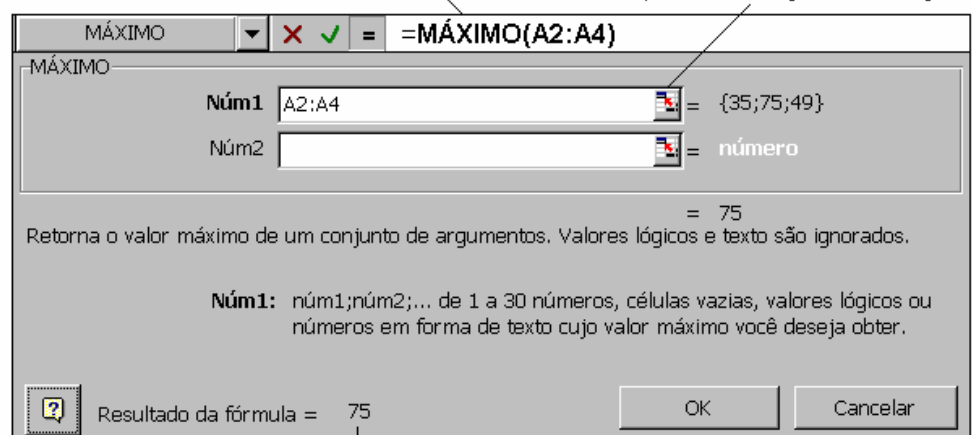 MÁXIMO = =MÁXIMO(A2:A4)
MÁXIMO
Núm1 A2:A4 = {35;75;49}
Núm2 = número
= 75
Retorna o valor máximo de um conjunto de argumentos. Valores lógicos e texto são ignorados.
Núm1: núm1;núm2;... de 1 a 30 números, células vazias, valores lógicos ou
números em forma de texto cujo valor máximo você deseja obter.
? Resultado da fórmula = 75 OK Cancelar